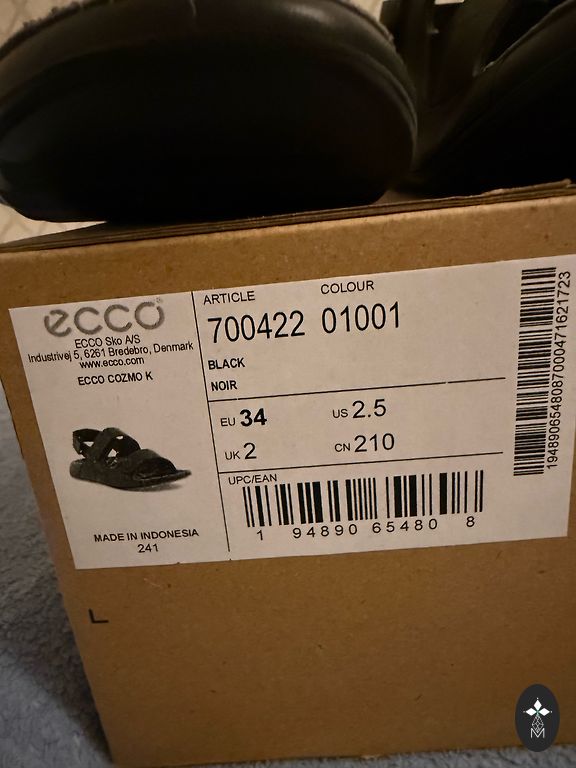 ecco®
ECCO Sko A/S
Industrivej 5, 6261 Bredebro, Denmark
www.ecco.com
ECCO COZMO K
MADE IN INDONESIA
241
ARTICLE COLOUR
700422 01001
BLACK
NOIR
EU 34 US 2.5
UK 2 CN 210
UPC/EAN
1 94890 65480 8
19489065480870004716217​23
L
M